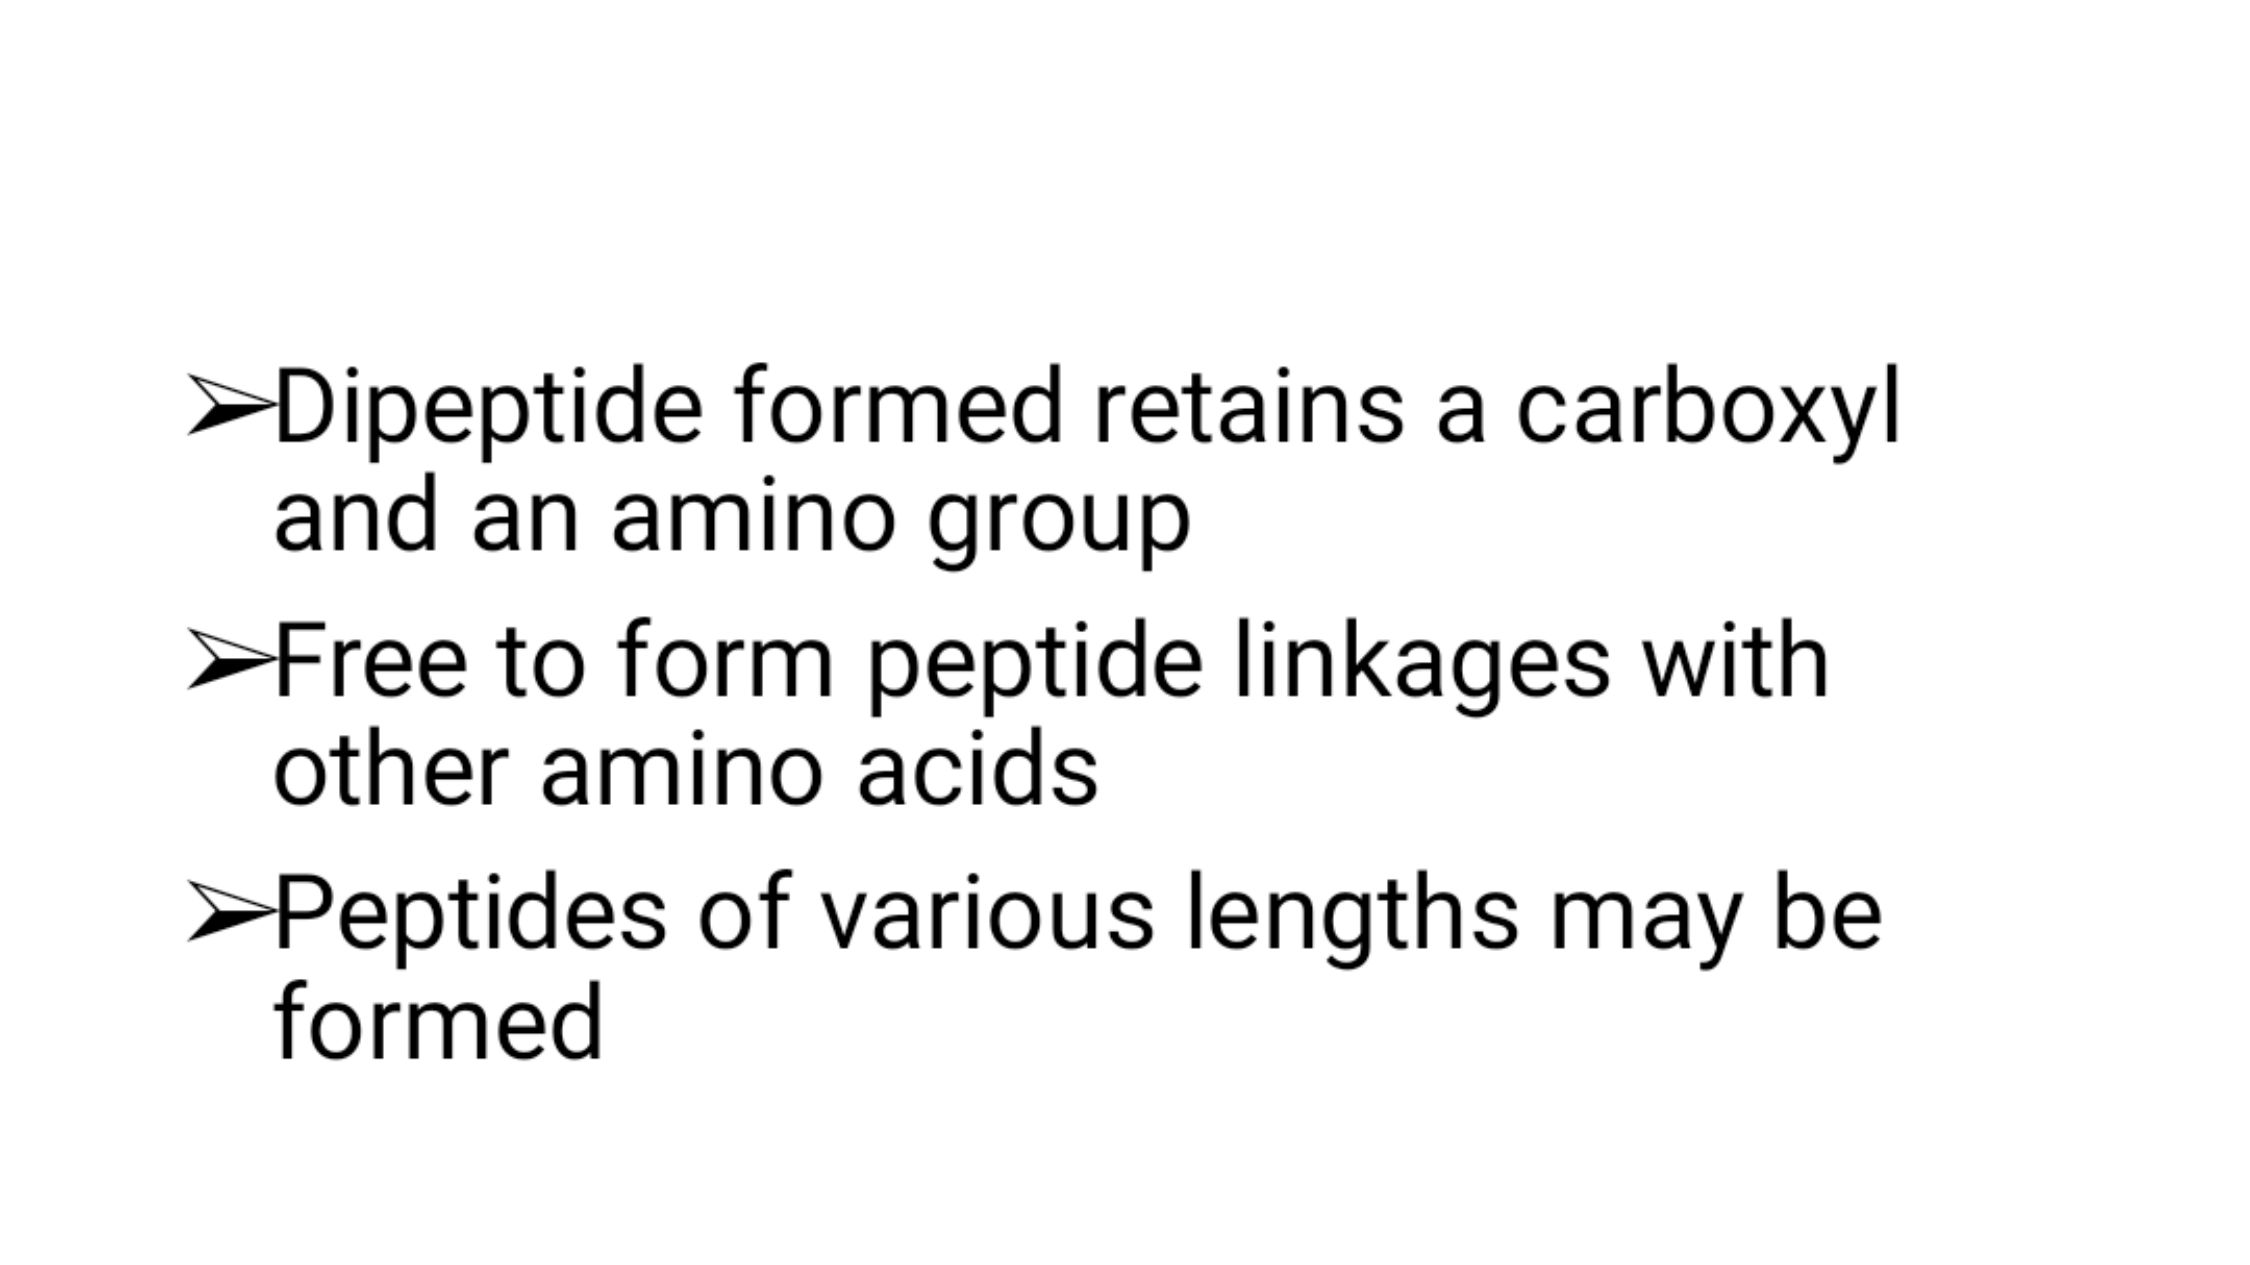 ➢Dipeptide formed retains a carboxyl
and an amino group
➢Free to form peptide linkages with
other amino acids
➢Peptides of various lengths may be
formed